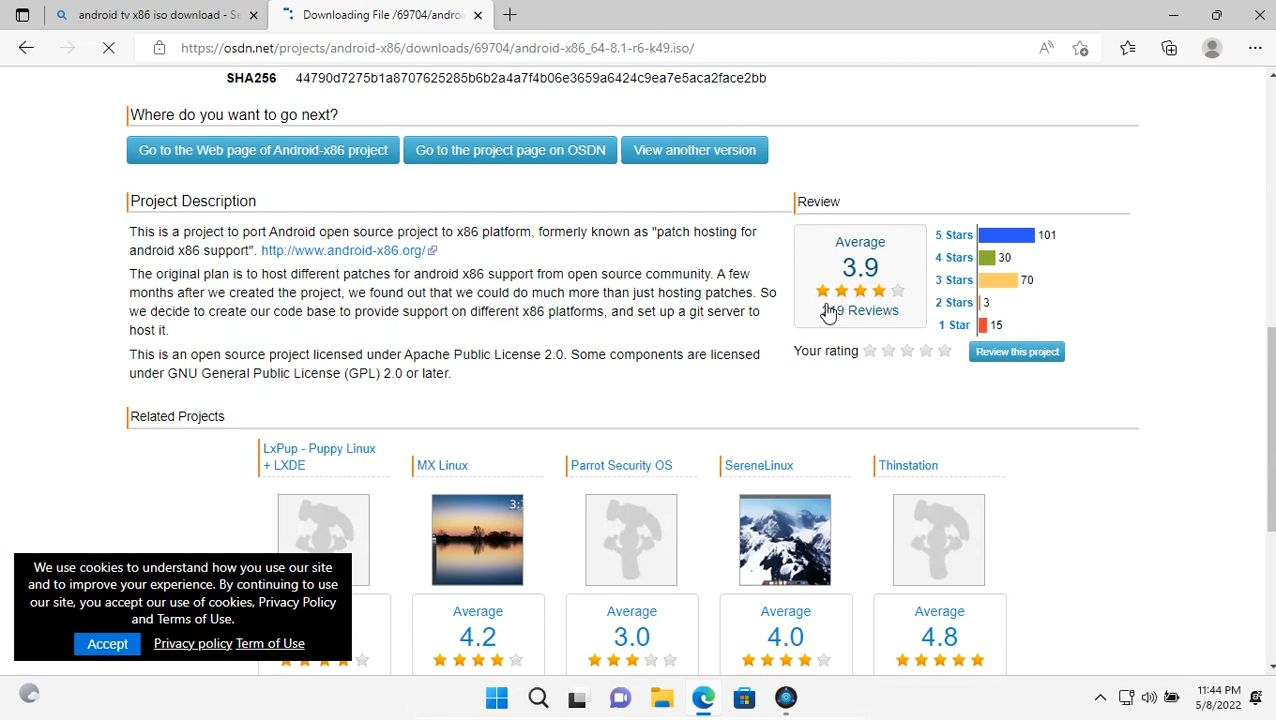 android tv x86 iso download - Se
Downloading File /69704/andro
https://osdn.net/projects/android-x86/downloads/69704/android-x86_64-8.1-r6-k49.iso/
SHA256 44790d7275b1a8707625285b6b2a4a7f4b06e3659a6424c9ea7e5aca2face2bb
Where do you want to go next?
Go to the Web page of Android-x86 project
Go to the project page on OSDN
View another version
Project Description
This is a project to port Android open source project to x86 platform, formerly known as "patch hosting for
android x86 support". http://www.android-x86.org/
The original plan is to host different patches for android x86 support from open source community. A few
months after we created the project, we found out that we could do much more than just hosting patches. So
we decide to create our code base to provide support on different x86 platforms, and set up a git server to
host it.
This is an open source project licensed under Apache Public License 2.0. Some components are licensed
under GNU General Public License (GPL) 2.0 or later.
Review
Average
3.9
Reviews
5 Stars 101
4 Stars 30
3 Stars 70
2 Stars 3
1 Star 15
Your rating
Review this project
Related Projects
LxPup - Puppy Linux
+ LXDE
MX Linux
Parrot Security OS
SereneLinux
Thinstation
3:
Average
4.2
Average
3.0
Average
4.0
Average
4.8
We use cookies to understand how you use our site
and to improve your experience. By continuing to use
our site, you accept our use of cookies, Privacy Policy
and Terms of Use.
Accept
Privacy policy Term of Use
11:44 PM
5/8/2022